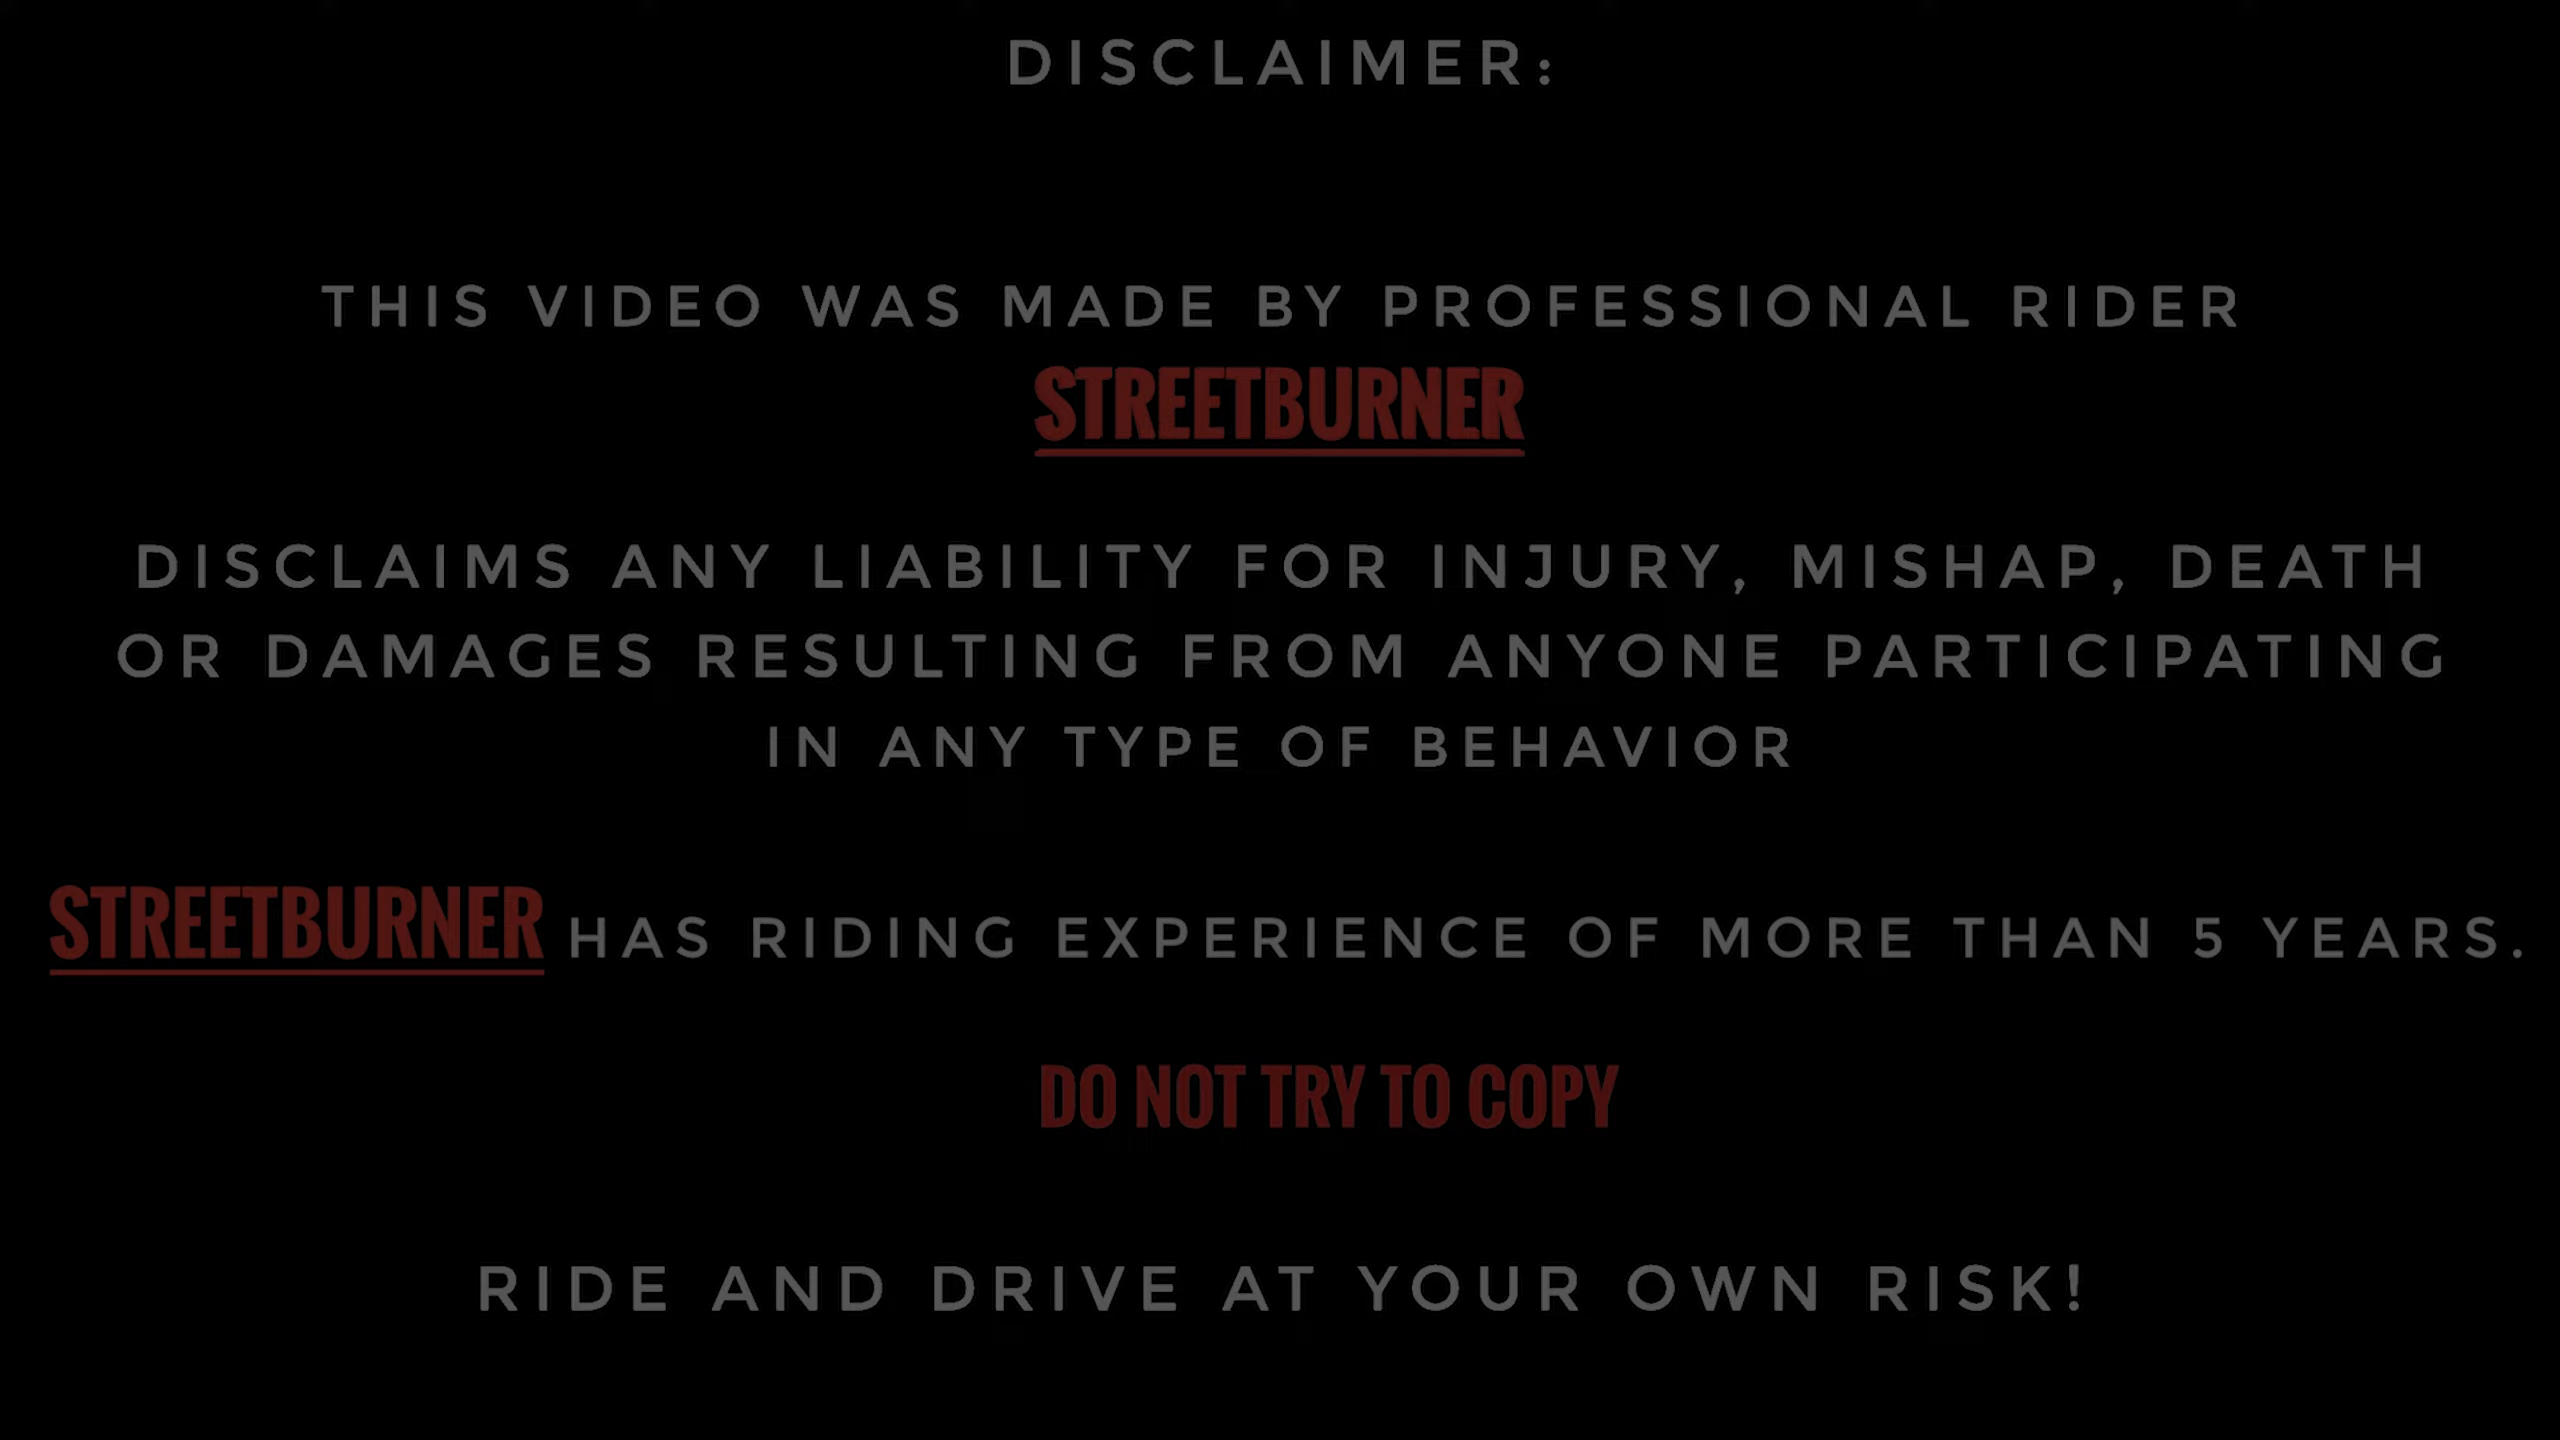 DISCLAIMER:
THIS VIDEO WAS MADE BY PROFESSIONAL RIDER
STREETBURNER
DISCLAIMS ANY LIABILITY FOR INJURY, MISHAP, DEATH
OR DAMAGES RESULTING FROM ANYONE PARTICIPATING
IN ANY TYPE OF BEHAVIOR
STREETBURNER HAS RIDING EXPERIENCE OF MORE THAN 5 YEARS.
DO NOT TRY TO COPY
RIDE AND DRIVE AT YOUR OWN RISK!